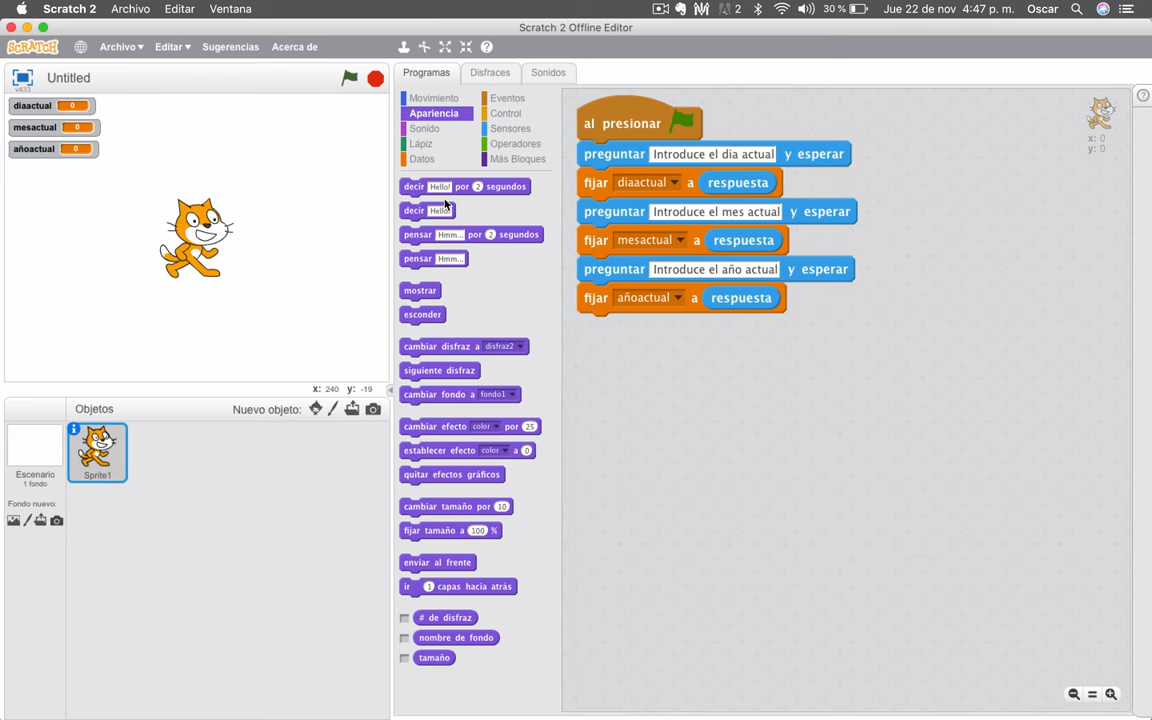 Scratch 2 Archivo Editar Ventana
2 30 % Jue 22 de nov 4:47 p. m. Oscar
Scratch 2 Offline Editor
SCRATCH Archivo Editar Sugerencias Acerca de
Untitled
v433
diaactual 0
mesactual 0
añoactual 0
x: 240 y: -19
Objetos Nuevo objeto:
Escenario
1 fondo
Fondo nuevo:
Sprite1
Programas Disfraces Sonidos
Movimiento Eventos
Apariencia Control
Sonido Sensores
Lápiz Operadores
Datos Más Bloques
decir Hello! por 2 segundos
decir Hello!
pensar Hmm... por 2 segundos
pensar Hmm...
mostrar
esconder
cambiar disfraz a disfraz2
siguiente disfraz
cambiar fondo a fondo1
cambiar efecto color por 25
establecer efecto color a 0
quitar efectos gráficos
cambiar tamaño por 10
fijar tamaño a 100 %
enviar al frente
ir 1 capas hacia atrás
# de disfraz
nombre de fondo
tamaño
al presionar
preguntar Introduce el dia actual y esperar
fijar diaactual a respuesta
preguntar Introduce el mes actual y esperar
fijar mesactual a respuesta
preguntar Introduce el año actual y esperar
fijar añoactual a respuesta
x: 0
y: 0